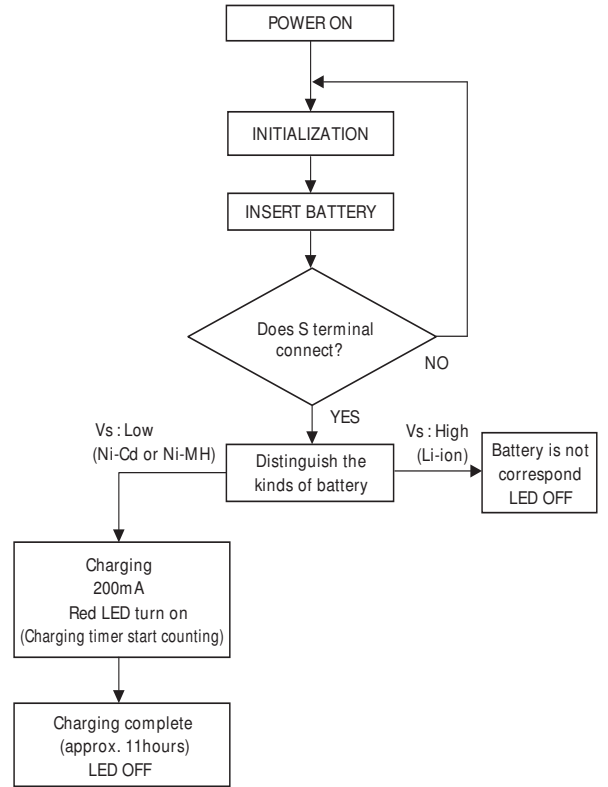 POWER ON
INITIALIZATION
INSERT BATTERY
Does S terminal
connect?
NO
YES
Vs : Low
(Ni-Cd or Ni-MH)
Distinguish the
kinds of battery
Vs : High
(Li-ion)
Battery is not
correspond
LED OFF
Charging
200mA
Red LED turn on
(Charging timer start counting)
Charging complete
(approx. 11hours)
LED OFF